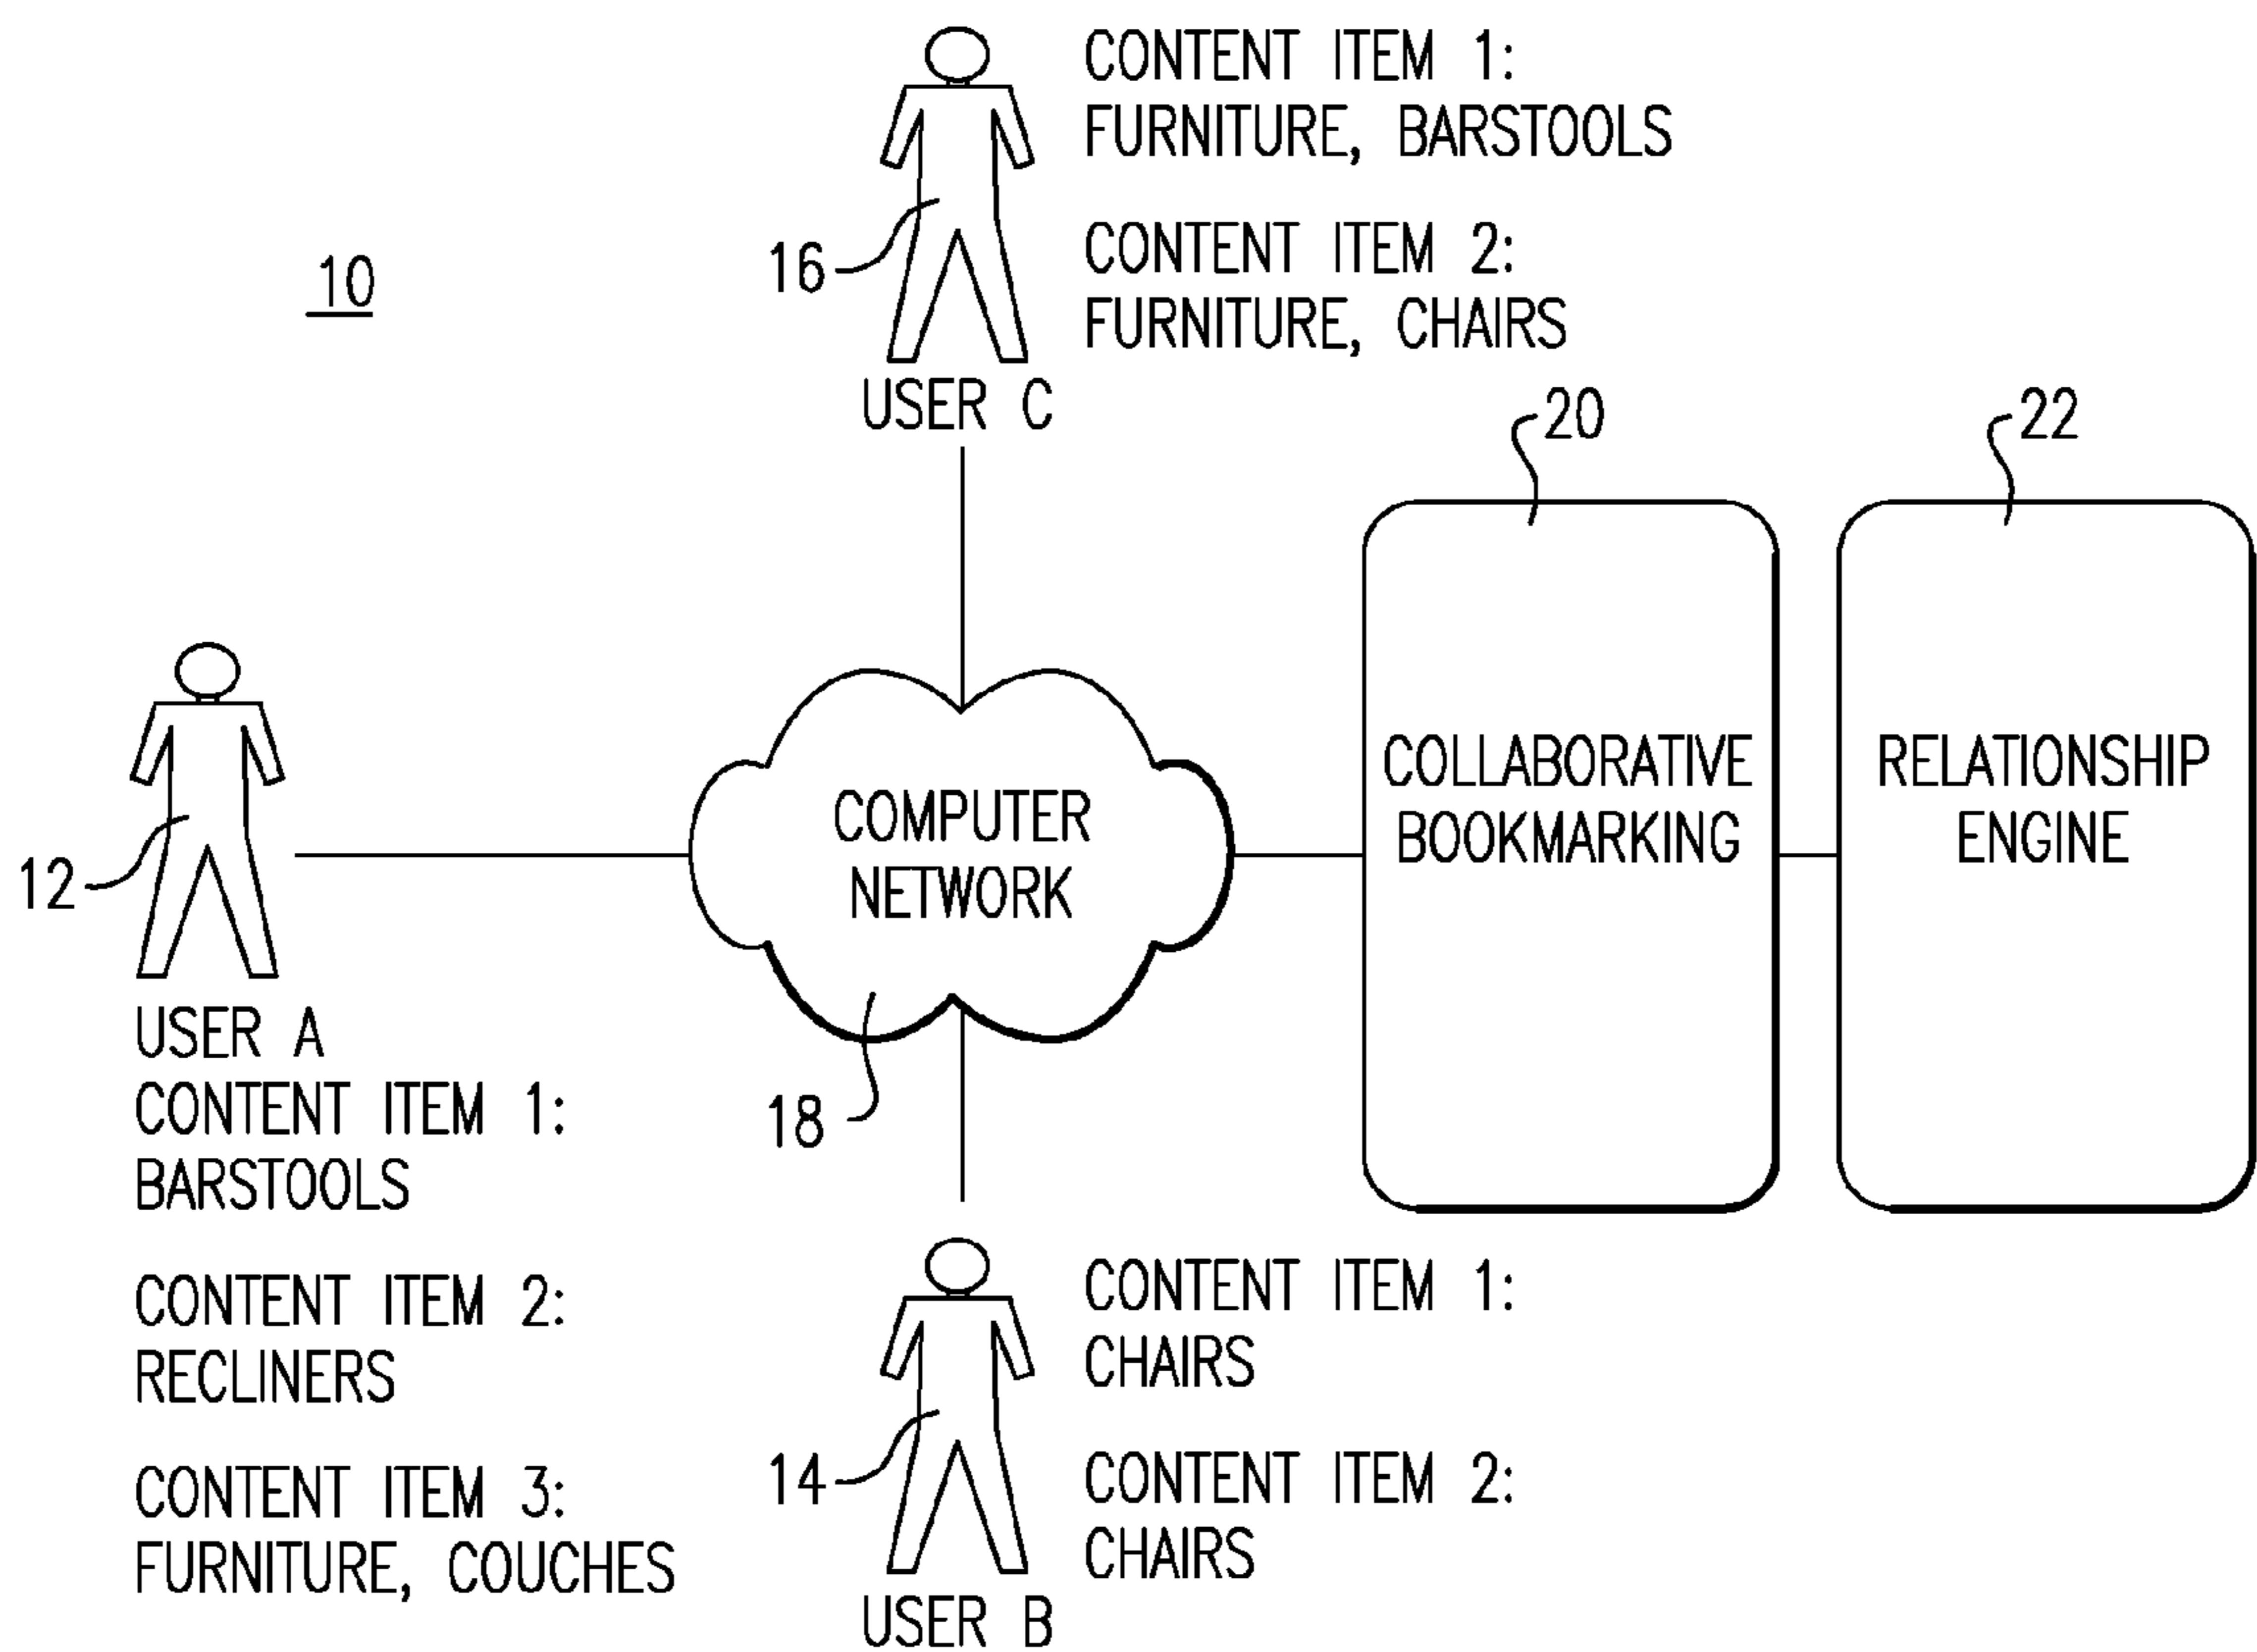 10
16
CONTENT ITEM 1:
FURNITURE, BARSTOOLS
CONTENT ITEM 2:
FURNITURE, CHAIRS
USER C
20
22
COLLABORATIVE
BOOKMARKING
RELATIONSHIP
ENGINE
COMPUTER
NETWORK
18
12
USER A
CONTENT ITEM 1:
BARSTOOLS
CONTENT ITEM 2:
RECLINERS
CONTENT ITEM 3:
FURNITURE, COUCHES
14
CONTENT ITEM 1:
CHAIRS
CONTENT ITEM 2:
CHAIRS
USER B